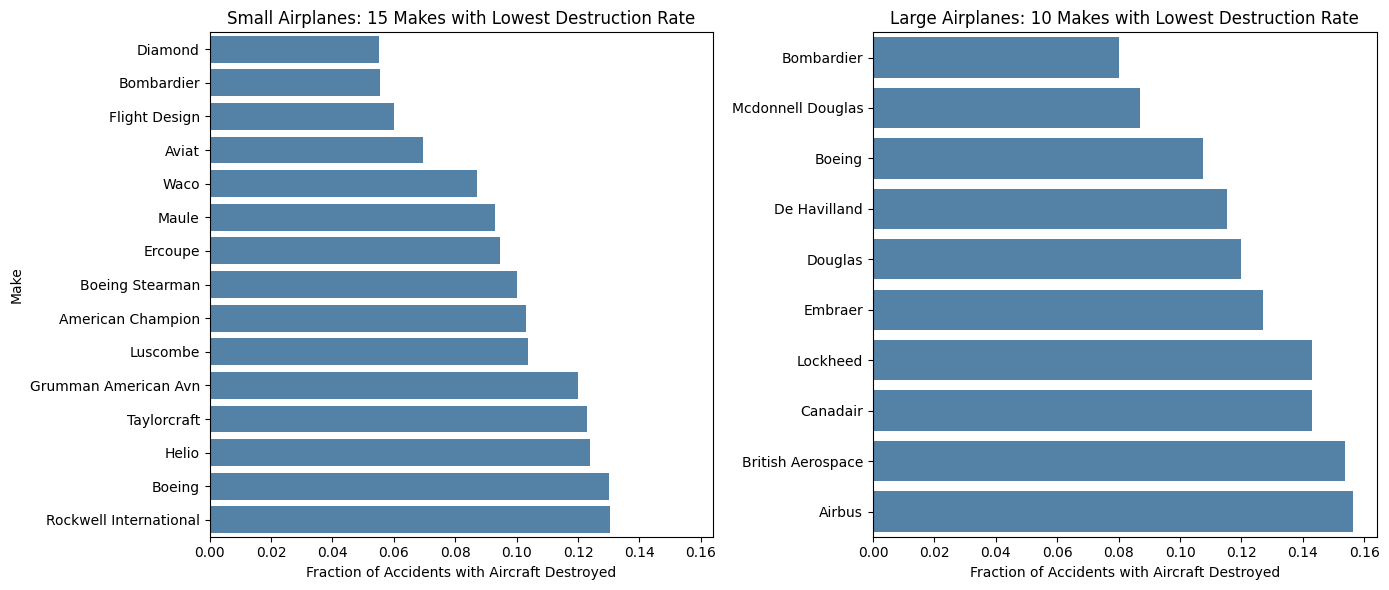 Small Airplanes: 15 Makes with Lowest Destruction Rate
Make
Diamond
Bombardier
Flight Design
Aviat
Waco
Maule
Ercoupe
Boeing Stearman
American Champion
Luscombe
Grumman American Avn
Taylorcraft
Helio
Boeing
Rockwell International
0.00 0.02 0.04 0.06 0.08 0.10 0.12 0.14 0.16
Fraction of Accidents with Aircraft Destroyed
Large Airplanes: 10 Makes with Lowest Destruction Rate
Bombardier
Mcdonnell Douglas
Boeing
De Havilland
Douglas
Embraer
Lockheed
Canadair
British Aerospace
Airbus
0.00 0.02 0.04 0.06 0.08 0.10 0.12 0.14 0.16
Fraction of Accidents with Aircraft Destroyed